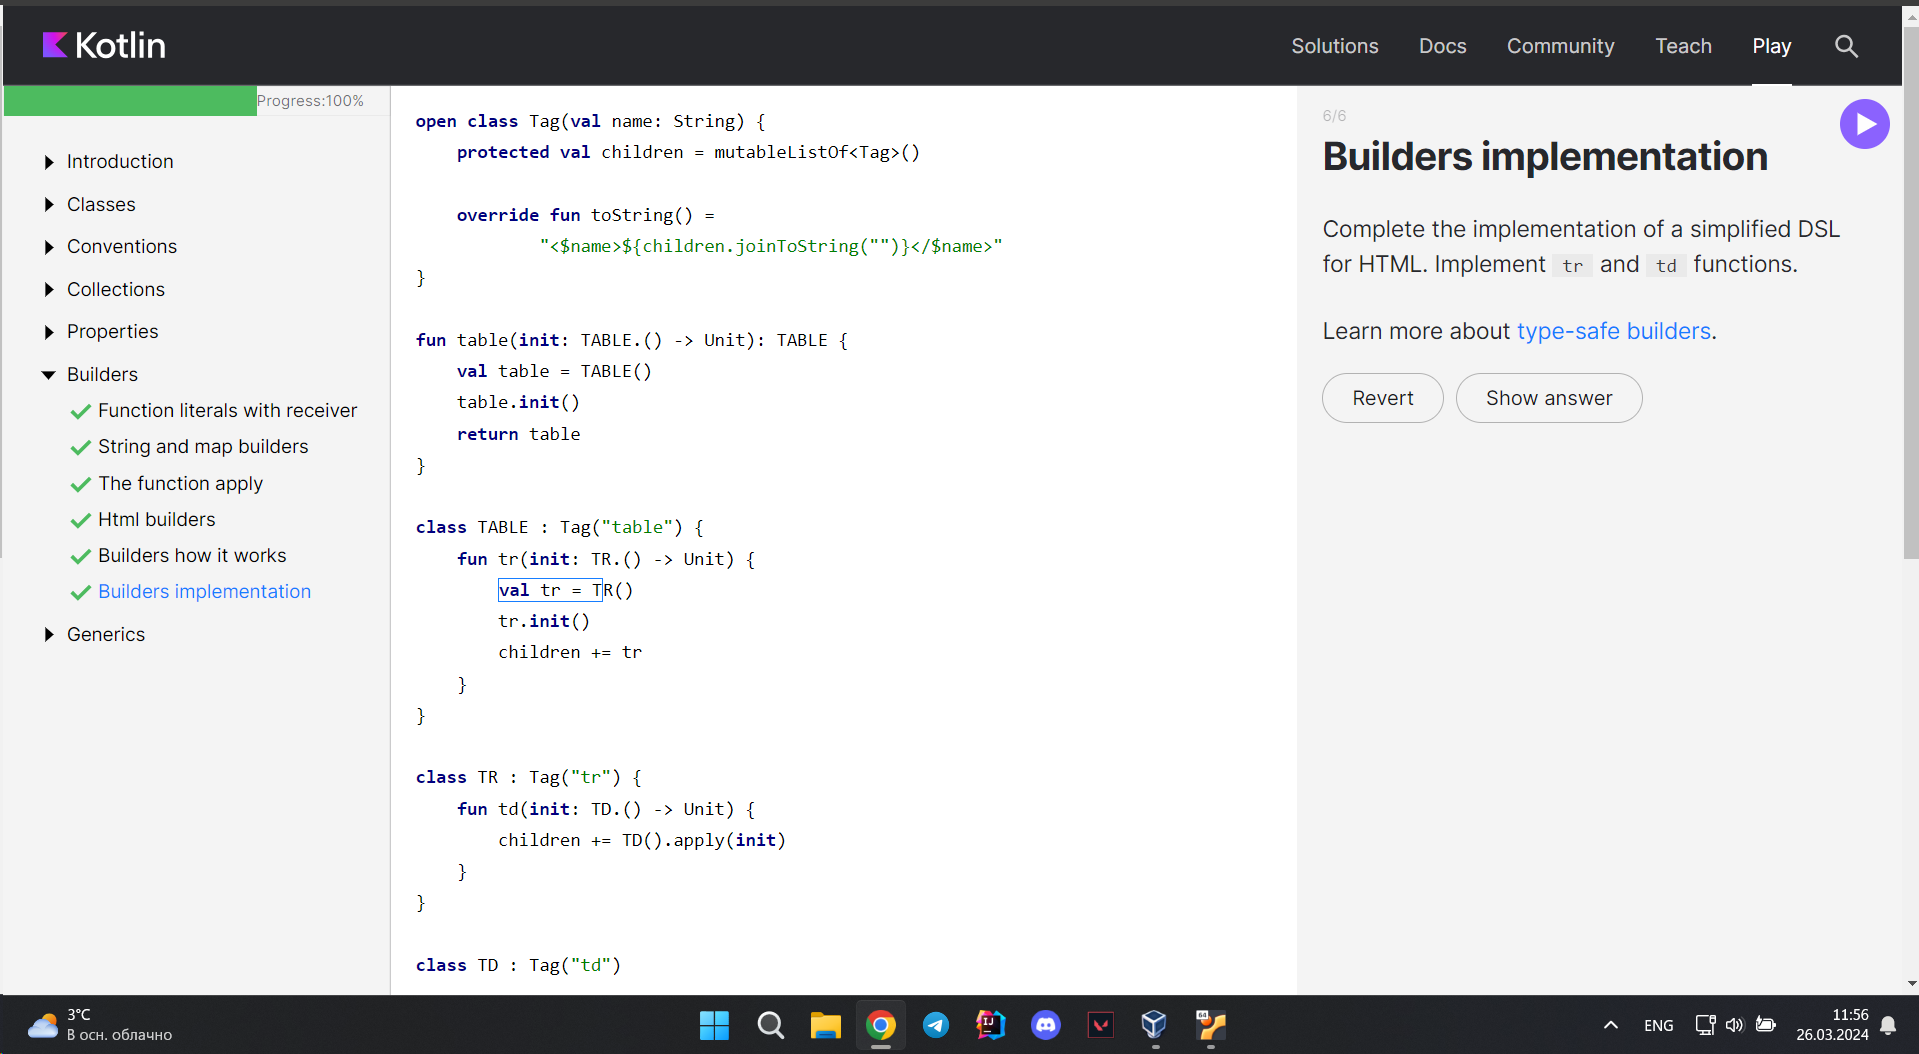 Kotlin
Solutions
Docs
Community
Teach
Play
Progress:100%
Introduction
Classes
Conventions
Collections
Properties
Builders
Function literals with receiver
String and map builders
The function apply
Html builders
Builders how it works
Builders implementation
Generics
open class Tag(val name: String) {
    protected val children = mutableListOf<Tag>()
    override fun toString() =
            "<$name>${children.joinToString("")}</$name>"
}
fun table(init: TABLE.() -> Unit): TABLE {
    val table = TABLE()
    table.init()
    return table
}
class TABLE : Tag("table") {
    fun tr(init: TR.() -> Unit) {
        val tr = TR()
        tr.init()
        children += tr
    }
}
class TR : Tag("tr") {
    fun td(init: TD.() -> Unit) {
        children += TD().apply(init)
    }
}
class TD : Tag("td")
6/6
Builders implementation
Complete the implementation of a simplified DSL
for HTML. Implement tr and td functions.
Learn more about type-safe builders.
Revert
Show answer
3°C
В осн. облачно
IJ
64
ENG
11:56
26.03.2024